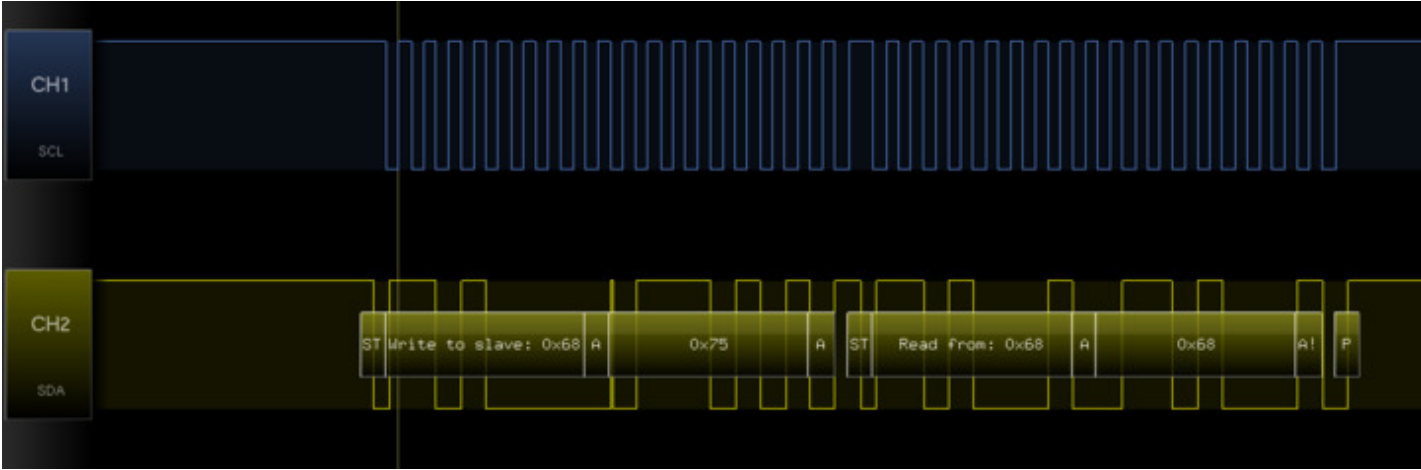 CH1
SCL
CH2
SDA
ST Write to slave: 0x68 A 0x75 A ST Read from: 0x68 A 0x68 A! P